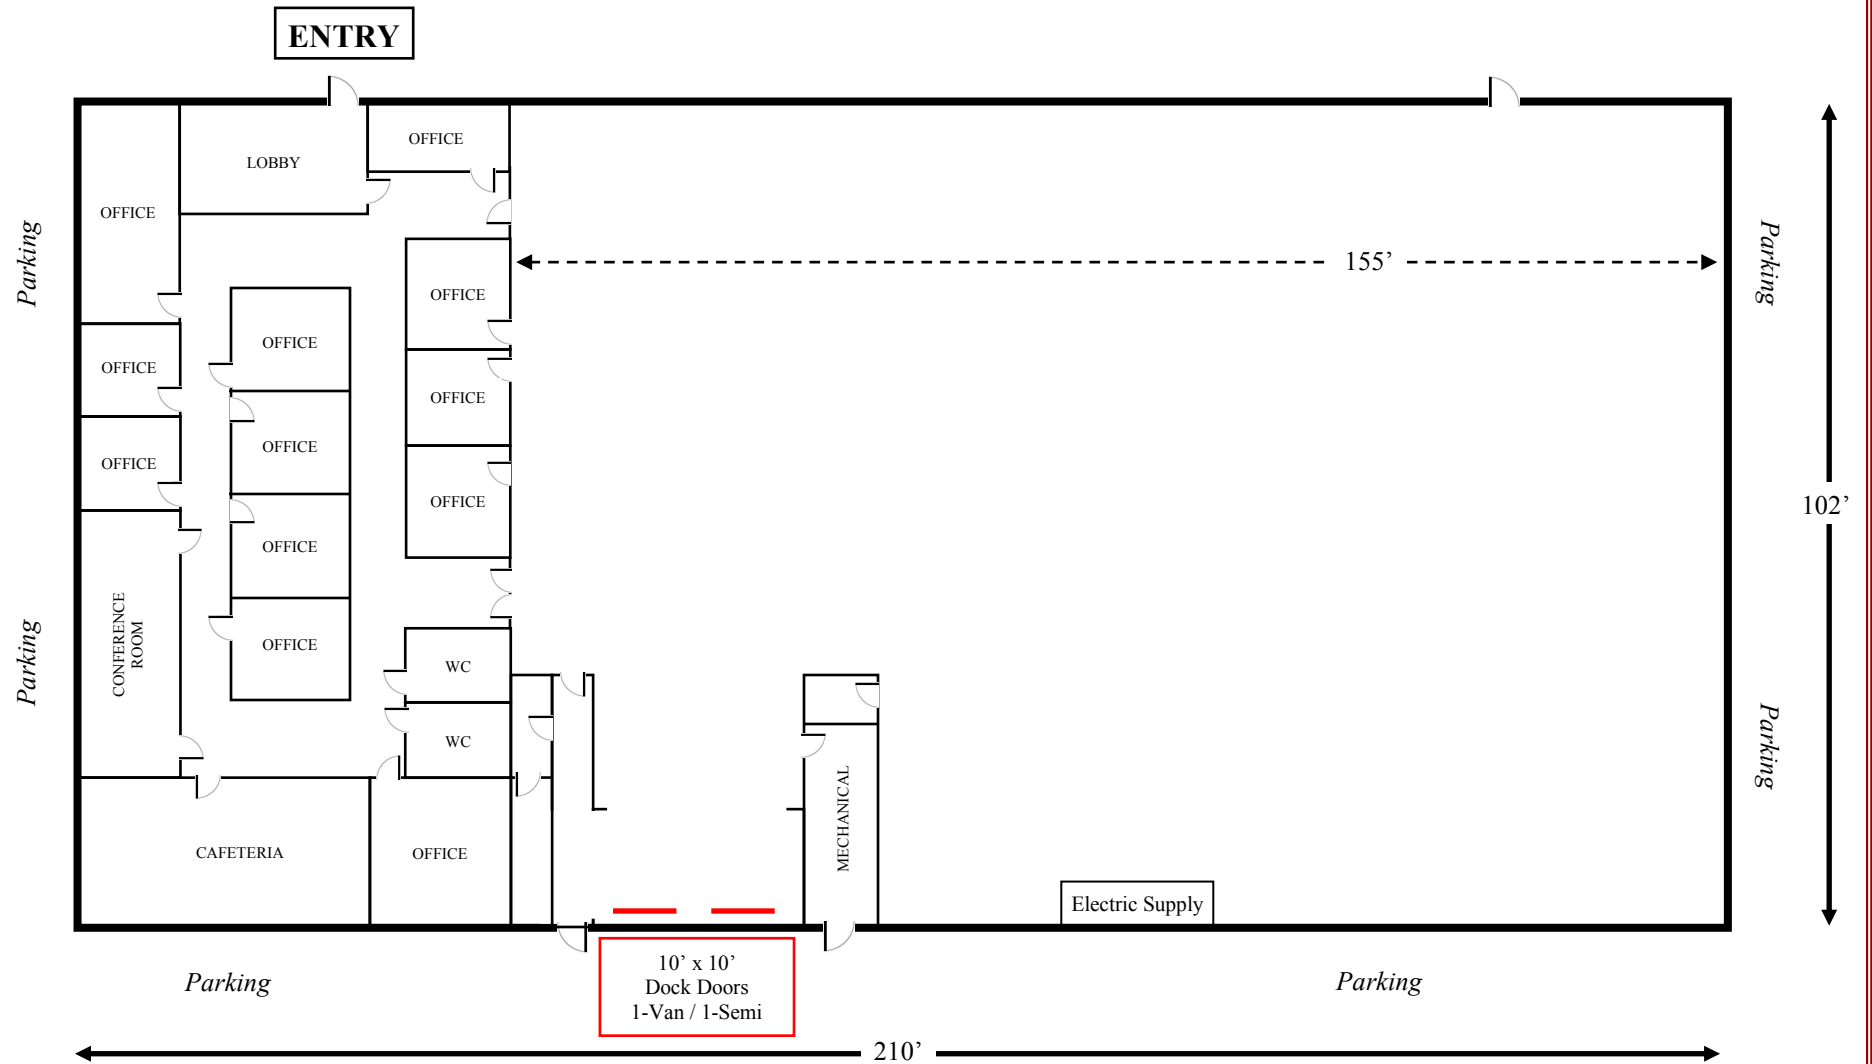 ENTRY
OFFICE
LOBBY
OFFICE
Parking
Parking
155’
OFFICE
OFFICE
OFFICE
OFFICE
OFFICE
OFFICE
OFFICE
OFFICE
102’
OFFICE
CONFERENCE
ROOM
OFFICE
Parking
WC
Parking
WC
MECHANICAL
CAFETERIA
OFFICE
Electric Supply
10’ x 10’
Dock Doors
1-Van / 1-Semi
Parking
Parking
210’